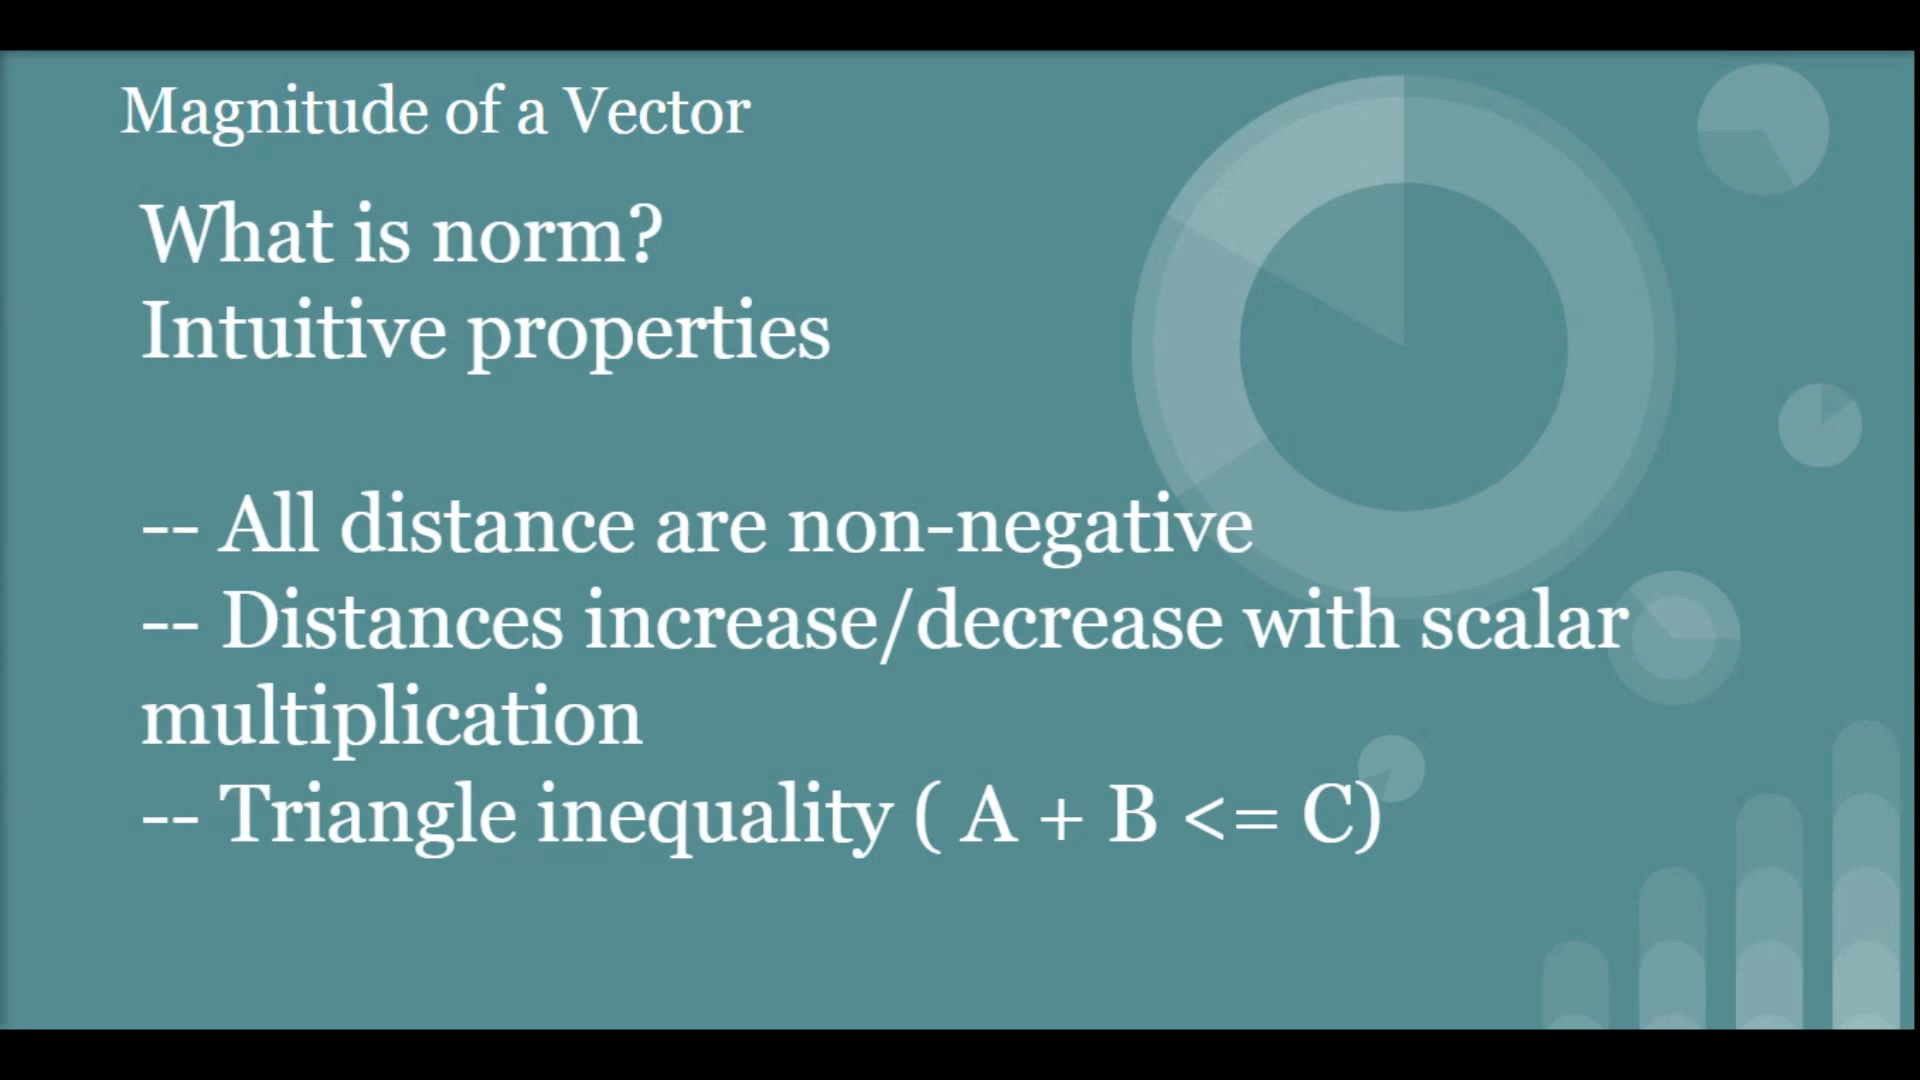 Magnitude of a Vector
What is norm?
Intuitive properties
-- All distance are non-negative
-- Distances increase/decrease with scalar
multiplication
-- Triangle inequality ( A + B <= C)